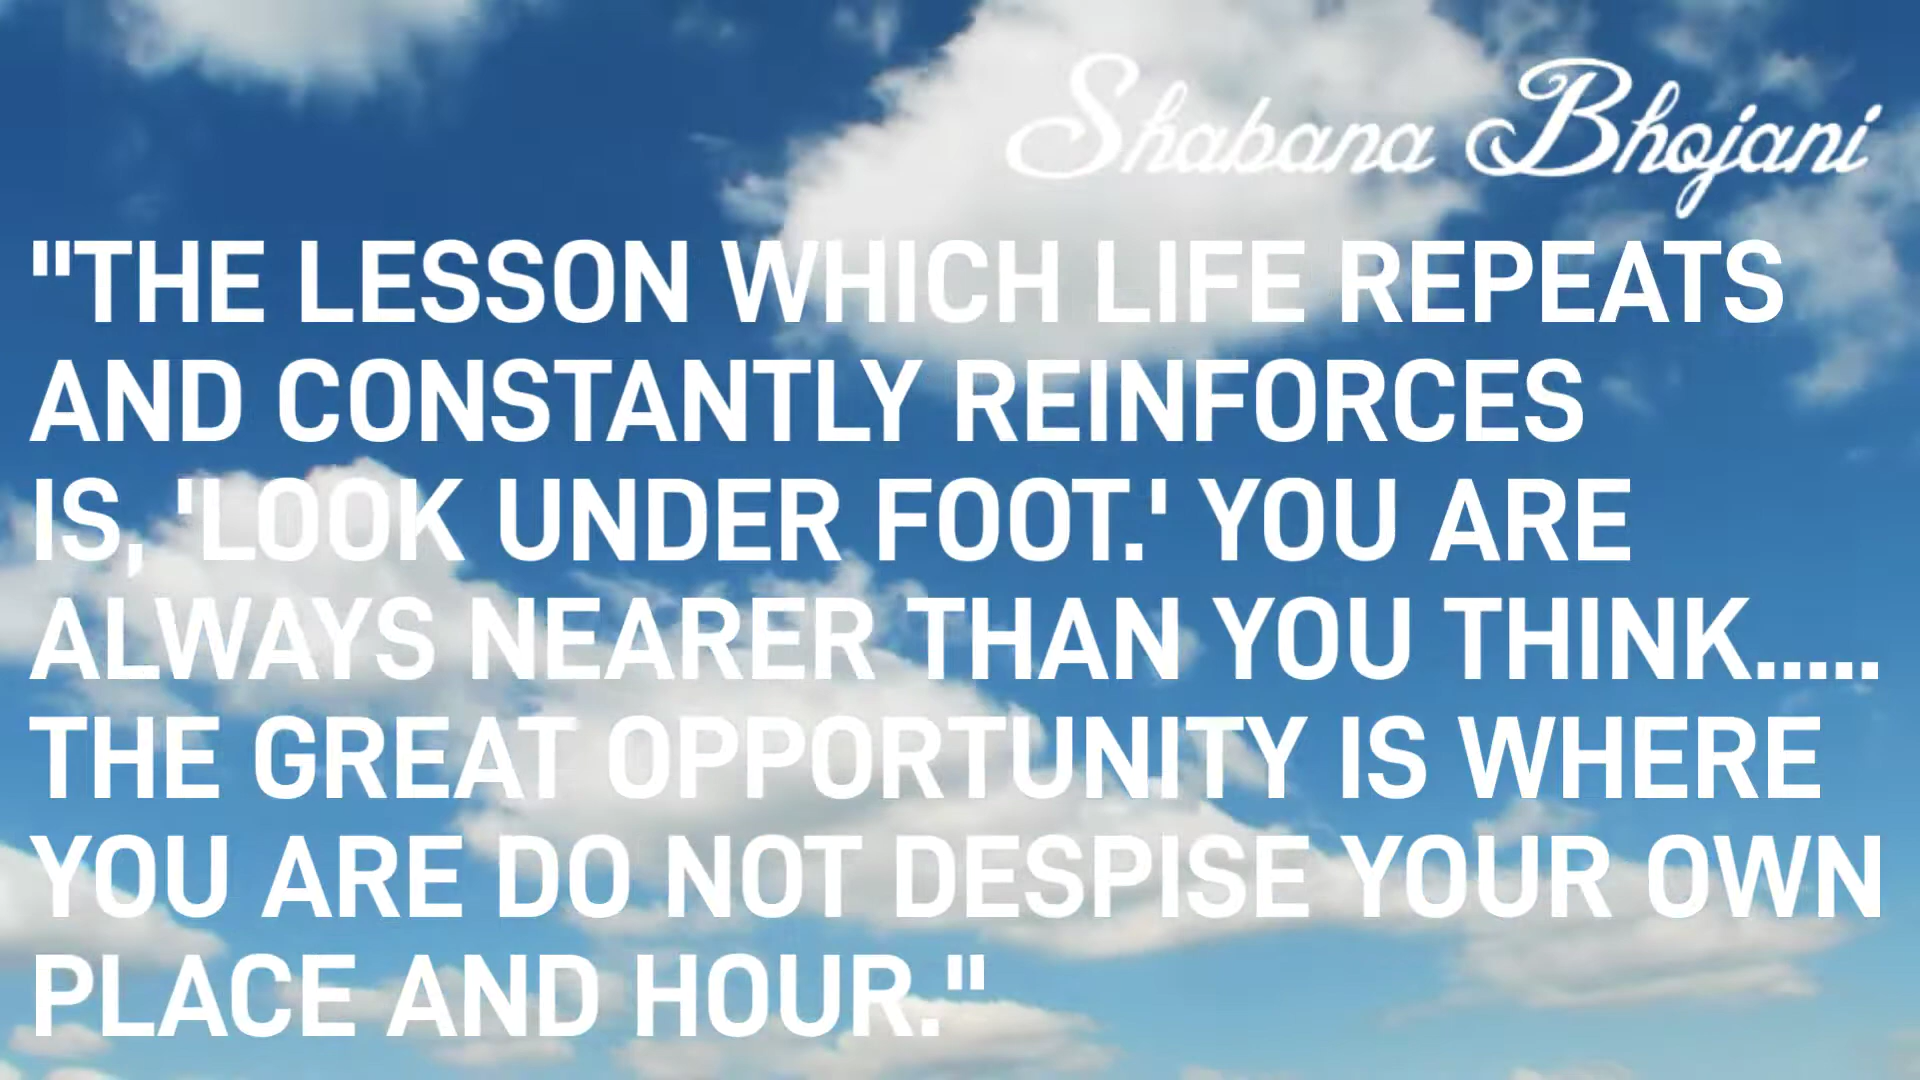 Shabana Bhojani
"THE LESSON WHICH LIFE REPEATS
AND CONSTANTLY REINFORCES
IS, 'LOOK UNDER FOOT.' YOU ARE
ALWAYS NEARER THAN YOU THINK.....
THE GREAT OPPORTUNITY IS WHERE
YOU ARE DO NOT DESPISE YOUR OWN
PLACE AND HOUR."